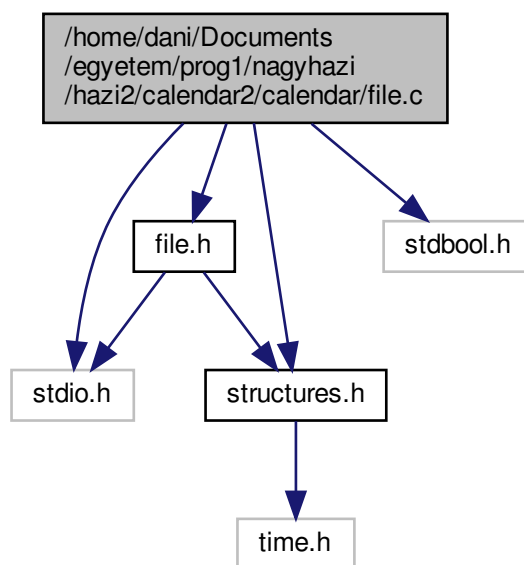 /home/dani/Documents
/egyetem/prog1/nagyhazi
/hazi2/calendar2/calendar/file.c
file.h
stdbool.h
stdio.h
structures.h
time.h